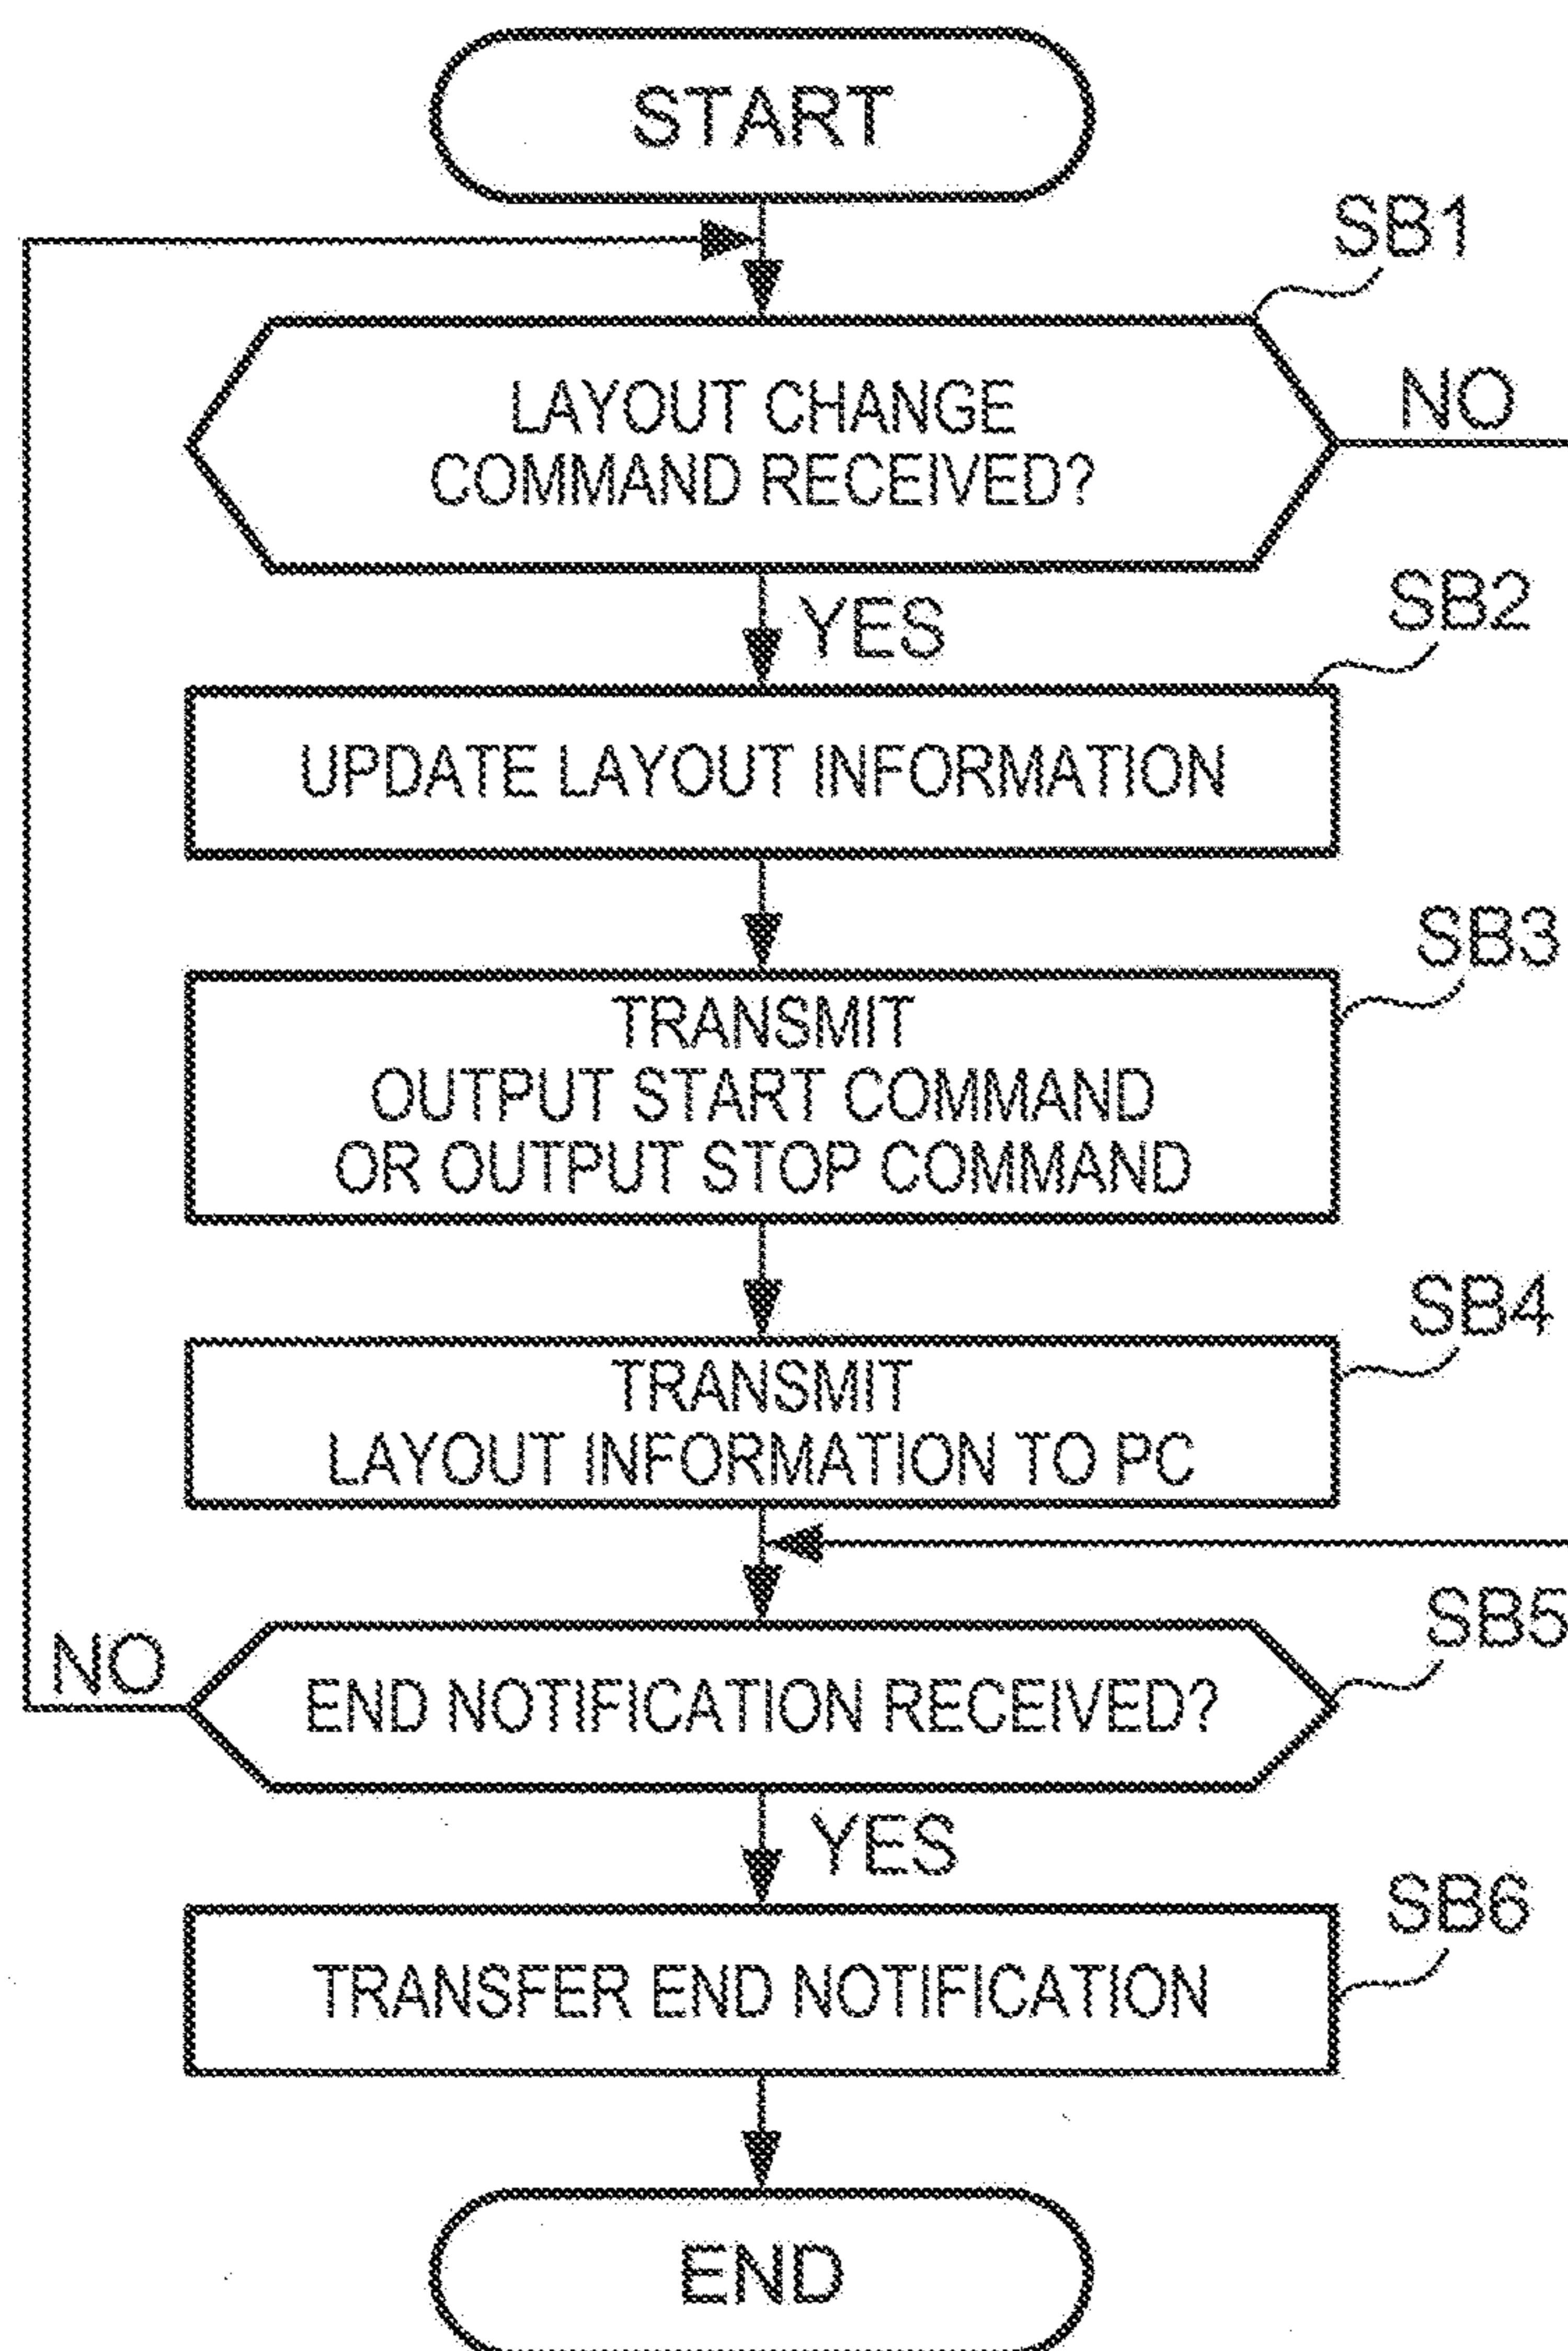 START
SB1
LAYOUT CHANGE
COMMAND RECEIVED?
NO
YES
SB2
UPDATE LAYOUT INFORMATION
SB3
TRANSMIT
OUTPUT START COMMAND
OR OUTPUT STOP COMMAND
SB4
TRANSMIT
LAYOUT INFORMATION TO PC
SB5
NO
END NOTIFICATION RECEIVED?
YES
SB6
TRANSFER END NOTIFICATION
END